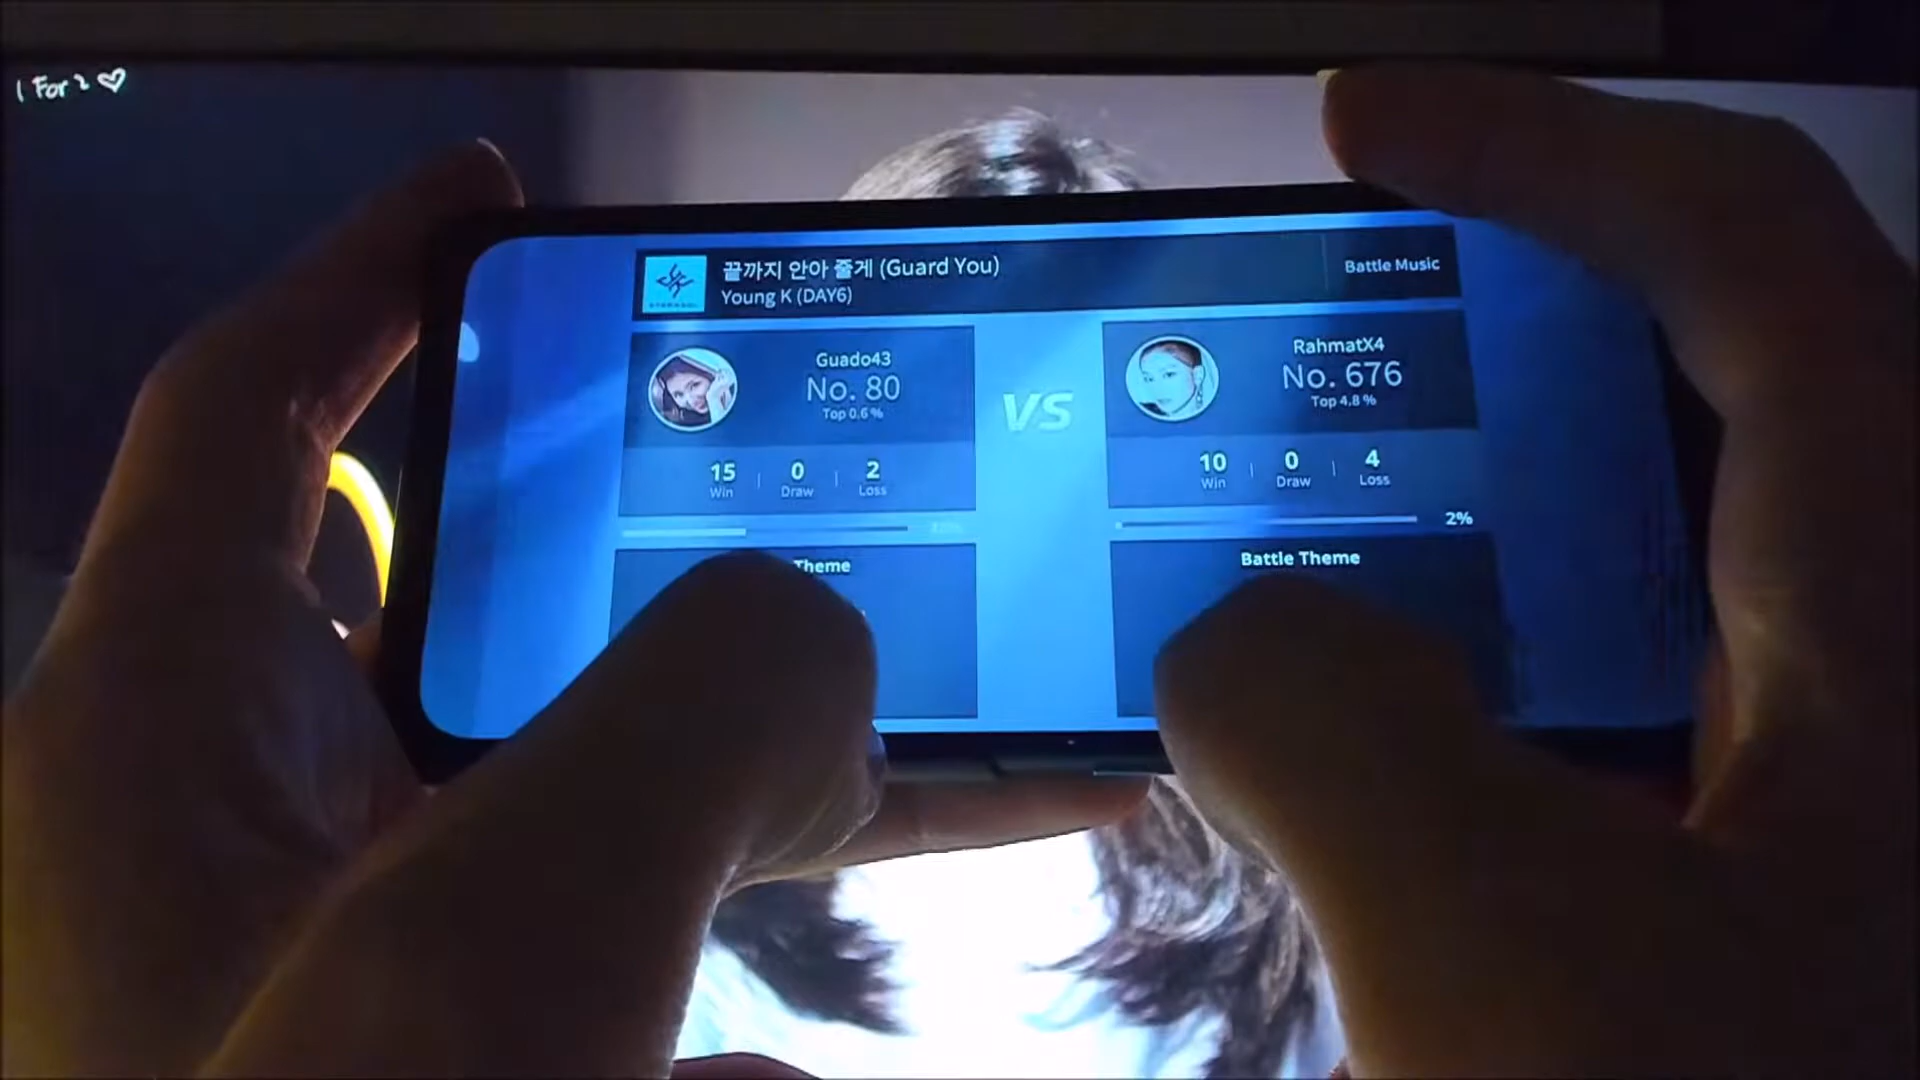 1 For 2 ♡
끝까지 안아 줄게 (Guard You)
Young K (DAY6)
Battle Music
Guado43
No. 80
Top 0.6 %
15 0 2
Win Draw Loss
VS
RahmatX4
No. 676
Top 4.8 %
10 0 4
Win Draw Loss
2%
Theme
Battle Theme